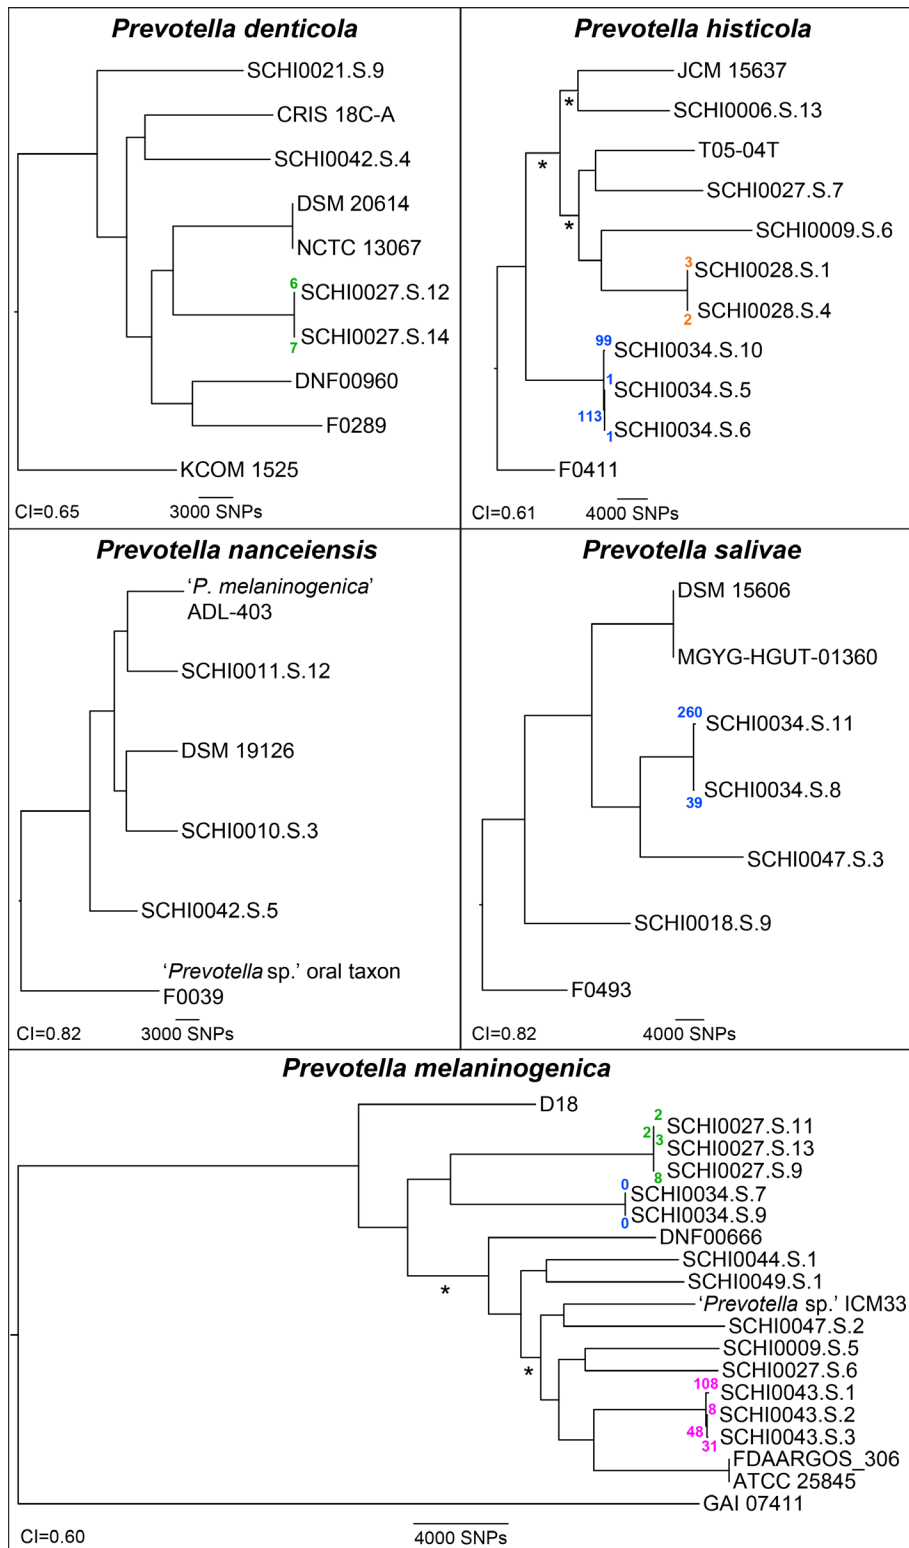 Prevotella denticola
SCHI0021.S.9
CRIS 18C-A
SCHI0042.S.4
DSM 20614
NCTC 13067
6
SCHI0027.S.12
SCHI0027.S.14
7
DNF00960
F0289
KCOM 1525
CI=0.65
3000 SNPs
Prevotella histicola
JCM 15637
*
SCHI0006.S.13
T05-04T
*
SCHI0027.S.7
*
SCHI0009.S.6
3
SCHI0028.S.1
SCHI0028.S.4
2
99
SCHI0034.S.10
1
SCHI0034.S.5
113
SCHI0034.S.6
1
F0411
CI=0.61
4000 SNPs
Prevotella nanceiensis
‘P. melaninogenica’
ADL-403
SCHI0011.S.12
DSM 19126
SCHI0010.S.3
SCHI0042.S.5
‘Prevotella sp.’ oral taxon
F0039
CI=0.82
3000 SNPs
Prevotella salivae
DSM 15606
MGYG-HGUT-01360
260
SCHI0034.S.11
SCHI0034.S.8
39
SCHI0047.S.3
SCHI0018.S.9
F0493
CI=0.82
4000 SNPs
Prevotella melaninogenica
D18
2
SCHI0027.S.11
2
3
SCHI0027.S.13
SCHI0027.S.9
8
0
SCHI0034.S.7
SCHI0034.S.9
0
DNF00666
SCHI0044.S.1
*
SCHI0049.S.1
‘Prevotella sp.’ ICM33
SCHI0047.S.2
SCHI0009.S.5
*
SCHI0027.S.6
108
SCHI0043.S.1
8
SCHI0043.S.2
48
SCHI0043.S.3
31
FDAARGOS_306
ATCC 25845
GAI 07411
CI=0.60
4000 SNPs